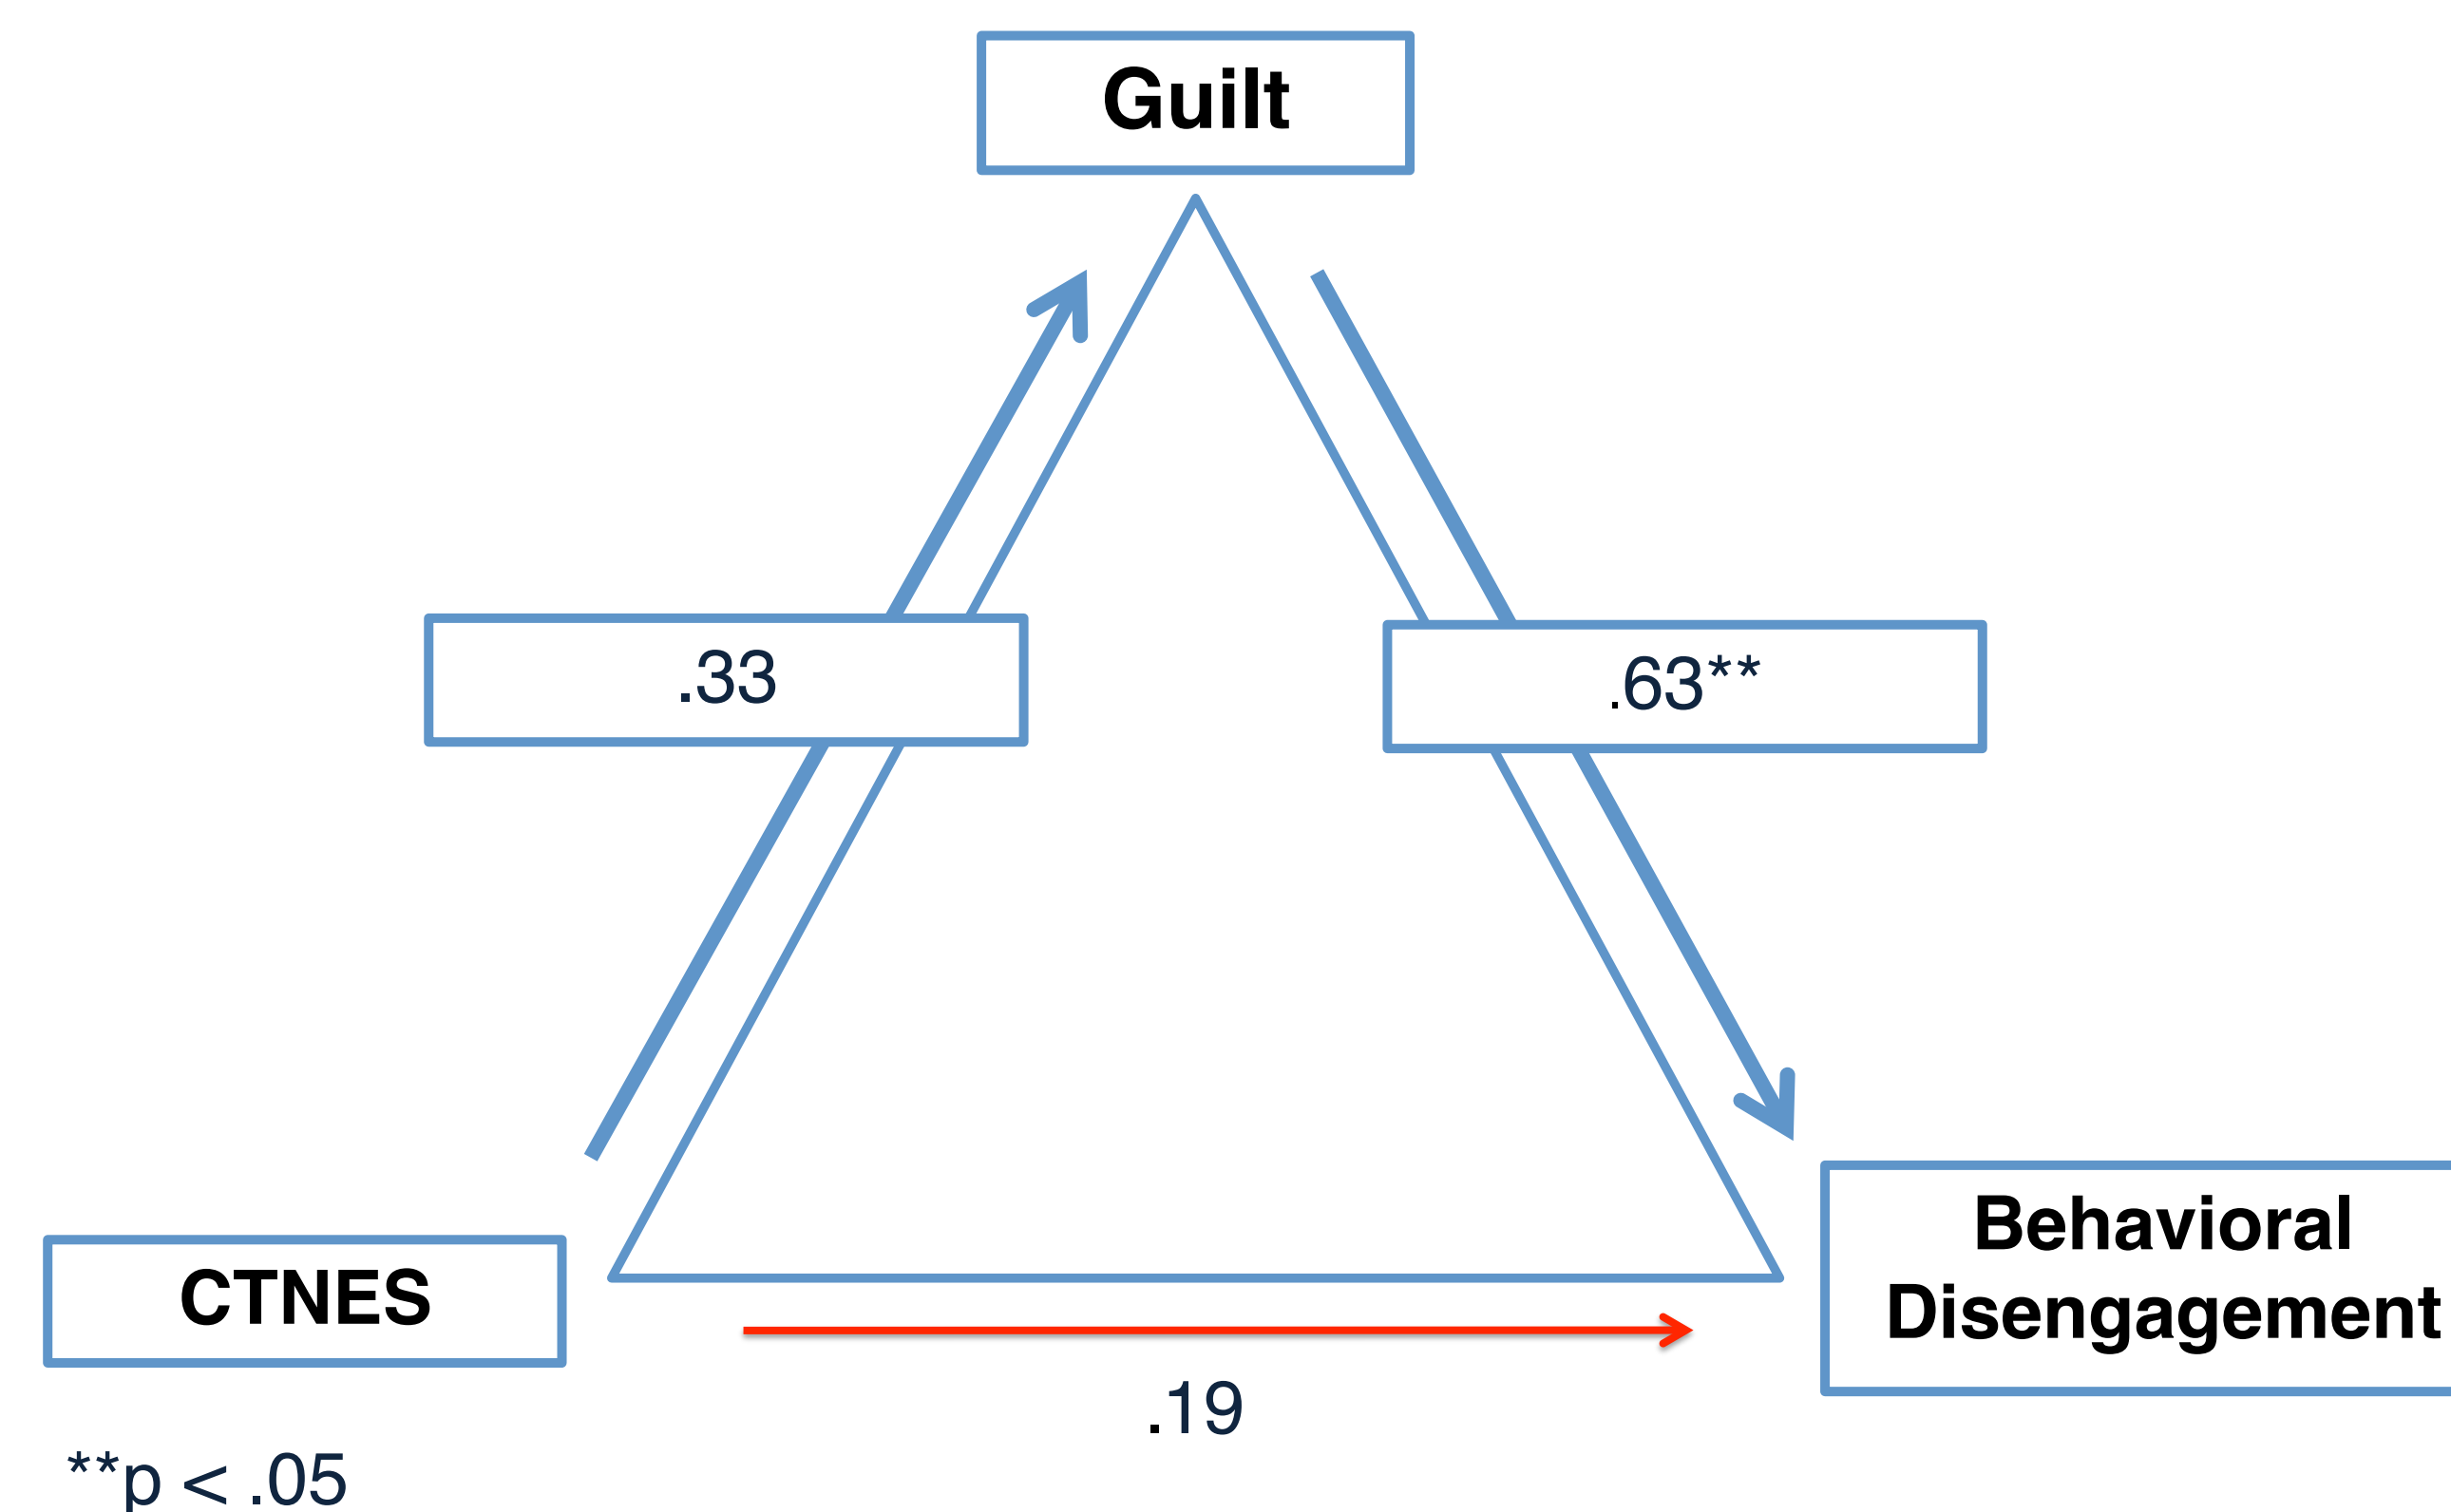 Guilt
.33
.63**
CTNES
Behavioral
Disengagement
.19
**p < .05